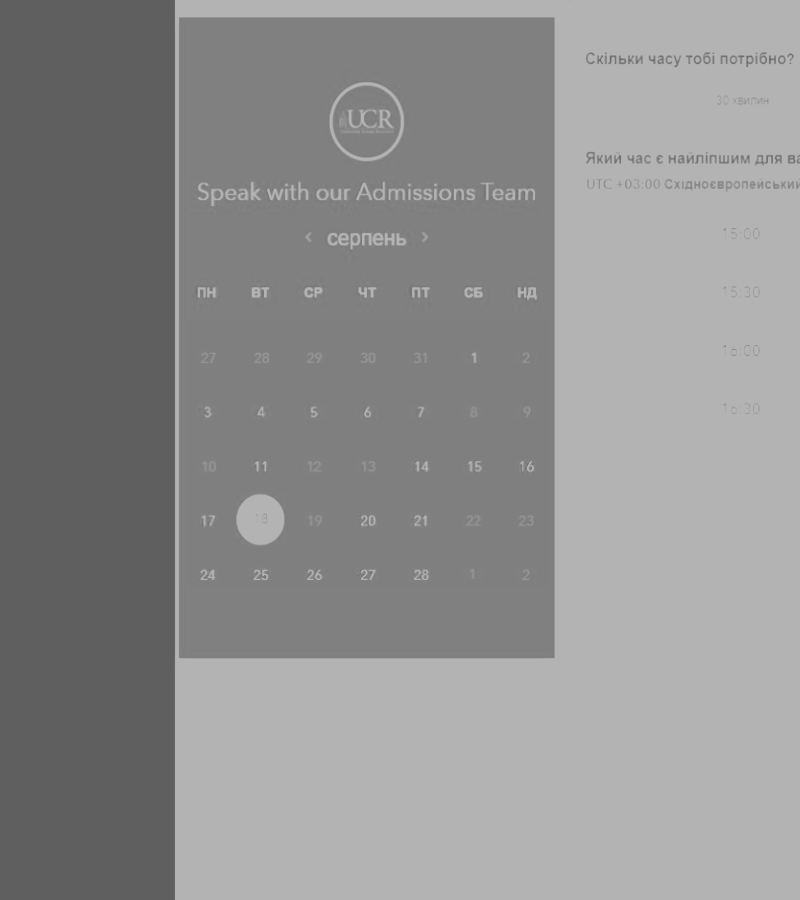 UCR
Speak with our Admissions Team
‹ серпень ›
ПН ВТ СР ЧТ ПТ СБ НД
27 28 29 30 31 1 2
3 4 5 6 7 8 9
10 11 12 13 14 15 16
17 18 19 20 21 22 23
24 25 26 27 28 1 2
Скільки часу тобі потрібно?
30 хвилин
Який час є найліпшим для ва
UTC +03:00 Східноєвропейський
15:00
15:30
16:00
16:30